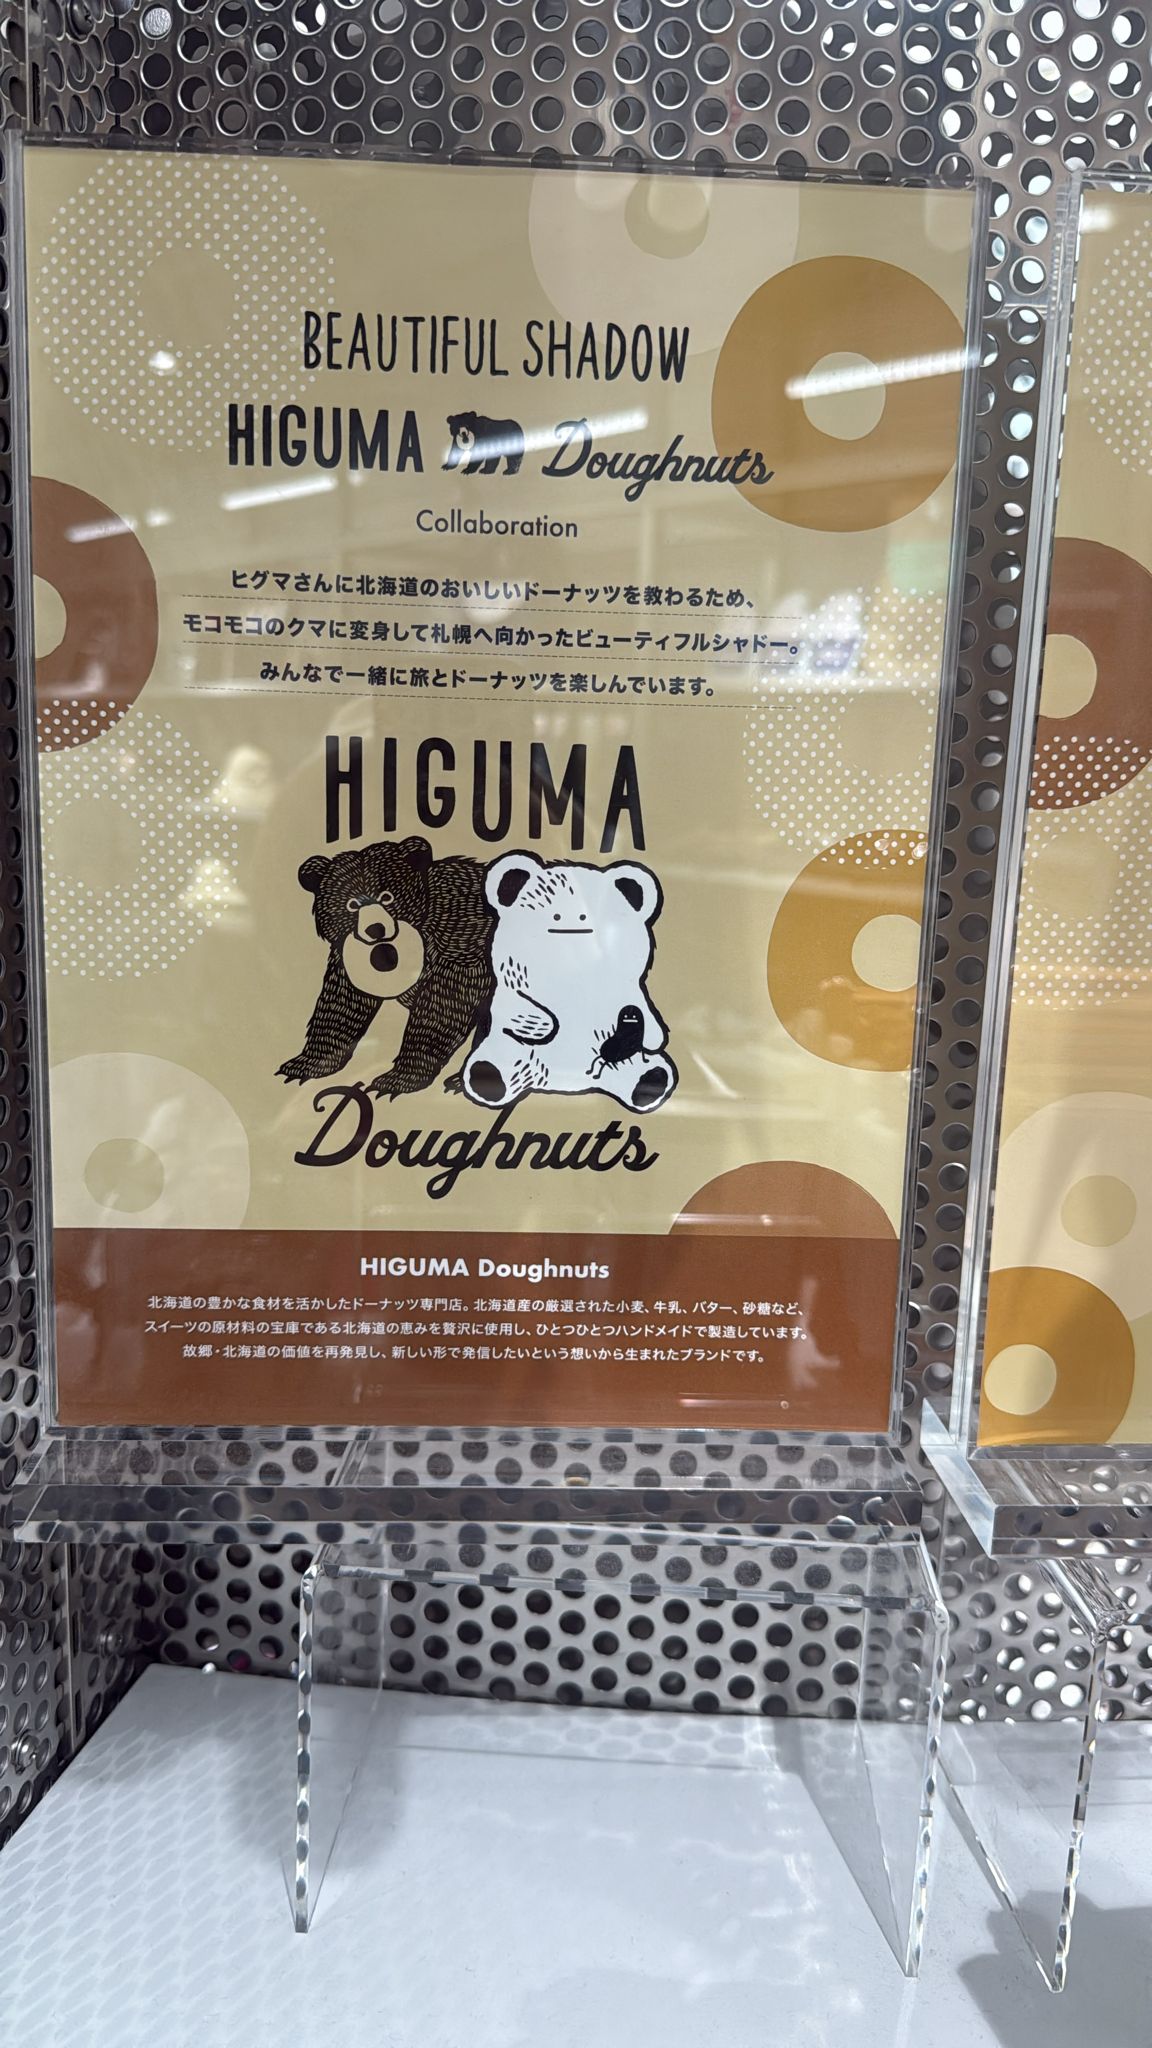 BEAUTIFUL SHADOW
HIGUMA Doughnuts
Collaboration
ヒグマさんに北海道のおいしいドーナッツを教わるため、
モコモコのクマに変身して札幌へ向かったビューティフルシャドー。
みんなで一緒に旅とドーナッツを楽しんでいます。
HIGUMA
Doughnuts
HIGUMA Doughnuts
北海道の豊かな食材を活かしたドーナッツ専門店。北海道産の厳選された小麦、牛乳、バター、砂糖など、
スイーツの原材料の宝庫である北海道の恵みを贅沢に使用し、ひとつひとつハンドメイドで製造しています。
故郷・北海道の価値を再発見し、新しい形で発信したいという想いから生まれたブランドです。